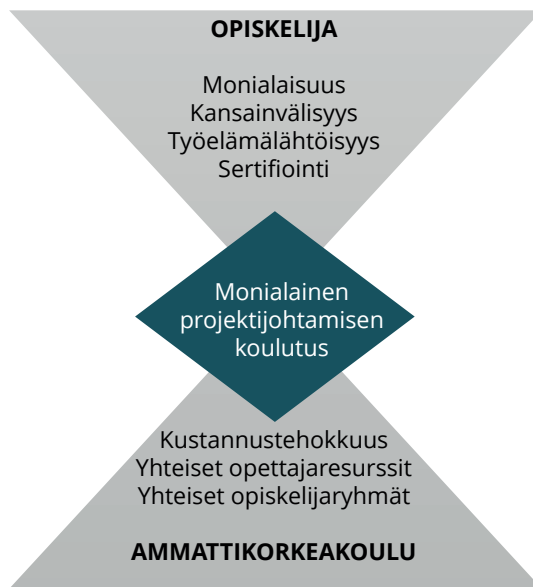 OPISKELIJA
Monialaisuus
Kansainvälisyys
Työelämälähtöisyys
Sertifiointi
Monialainen
projektijohtamisen
koulutus
Kustannustehokkuus
Yhteiset opettajaresurssit
Yhteiset opiskelijaryhmät
AMMATTIKORKEAKOULU